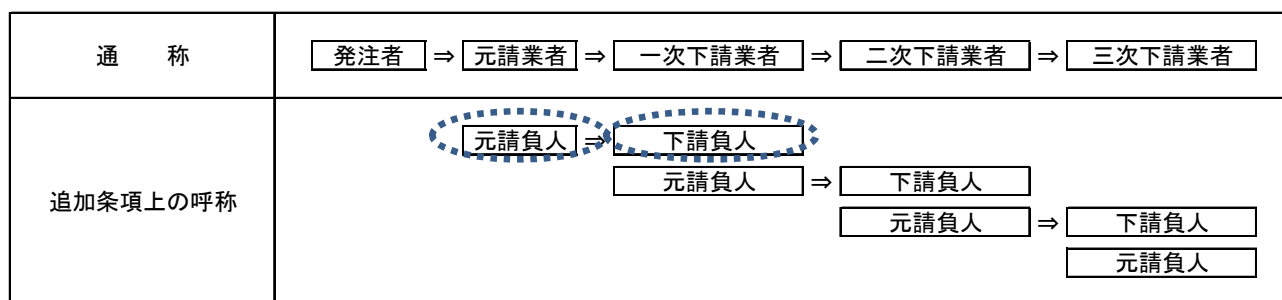 通　称
発注者 ⇒ 元請業者 ⇒ 一次下請業者 ⇒ 二次下請業者 ⇒ 三次下請業者
追加条項上の呼称
元請負人 ⇒ 下請負人
元請負人 ⇒ 下請負人
元請負人 ⇒ 下請負人
元請負人